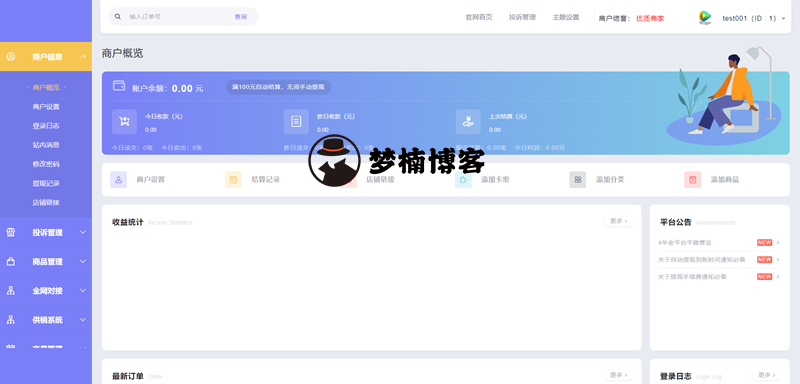 输入订单号 查询 官网首页 投诉管理 主题设置 商户信誉: 优质商家 test001 (ID : 1)
商户信息
商户概览
商户设置
登录日志
站内消息
修改密码
提现记录
店铺链接
投诉管理
商品管理
全网对接
供销系统
商户概览
账户余额: 0.00 元 满100元自动结算，无须手动提现
今日收款（元） 昨日收款（元） 上次结算（元）
0.00 0.00 0.00
今日成交: 0笔 今日卖出: 0张 昨日成交 0.00 今日利润: 0.00元
梦楠博客
商户设置 结算记录 店铺链接 添加卡密 添加分类 添加商品
收益统计 Income Statistics 更多 ›
平台公告 Announcement 更多 ›
4年老平台平稳营运 NEW ›
关于自动提现到账时间通知必看 NEW ›
关于提现手续费通知必看 NEW ›
最新订单 Order 更多 ›
登录日志 Login Log 更多 ›